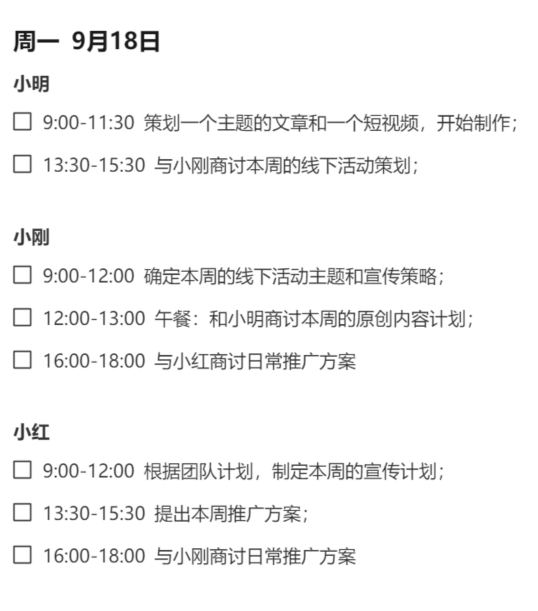 周一 9月18日
小明
9:00-11:30 策划一个主题的文章和一个短视频，开始制作；
13:30-15:30 与小刚商讨本周的线下活动策划；
小刚
9:00-12:00 确定本周的线下活动主题和宣传策略；
12:00-13:00 午餐：和小明商讨本周的原创内容计划；
16:00-18:00 与小红商讨日常推广方案
小红
9:00-12:00 根据团队计划，制定本周的宣传计划；
13:30-15:30 提出本周推广方案；
16:00-18:00 与小刚商讨日常推广方案